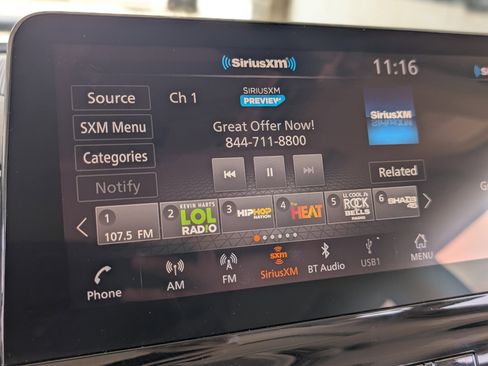 SiriusXM
11:16
Source
Ch 1
SIRIUSXM
PREVIEW
SXM Menu
Great Offer Now!
844-711-8800
SiriusXM
Categories
Notify
Related
1
107.5 FM
2
KEVIN HART'S
LOL
RADIO
3
HIPHOP
NATION
4
THE
HEAT
5
LL COOL J's
ROCK
THE
BELLS
RADIO
6
SHADE
45
Phone
AM
FM
sxm
SiriusXM
BT Audio
USB1
MENU